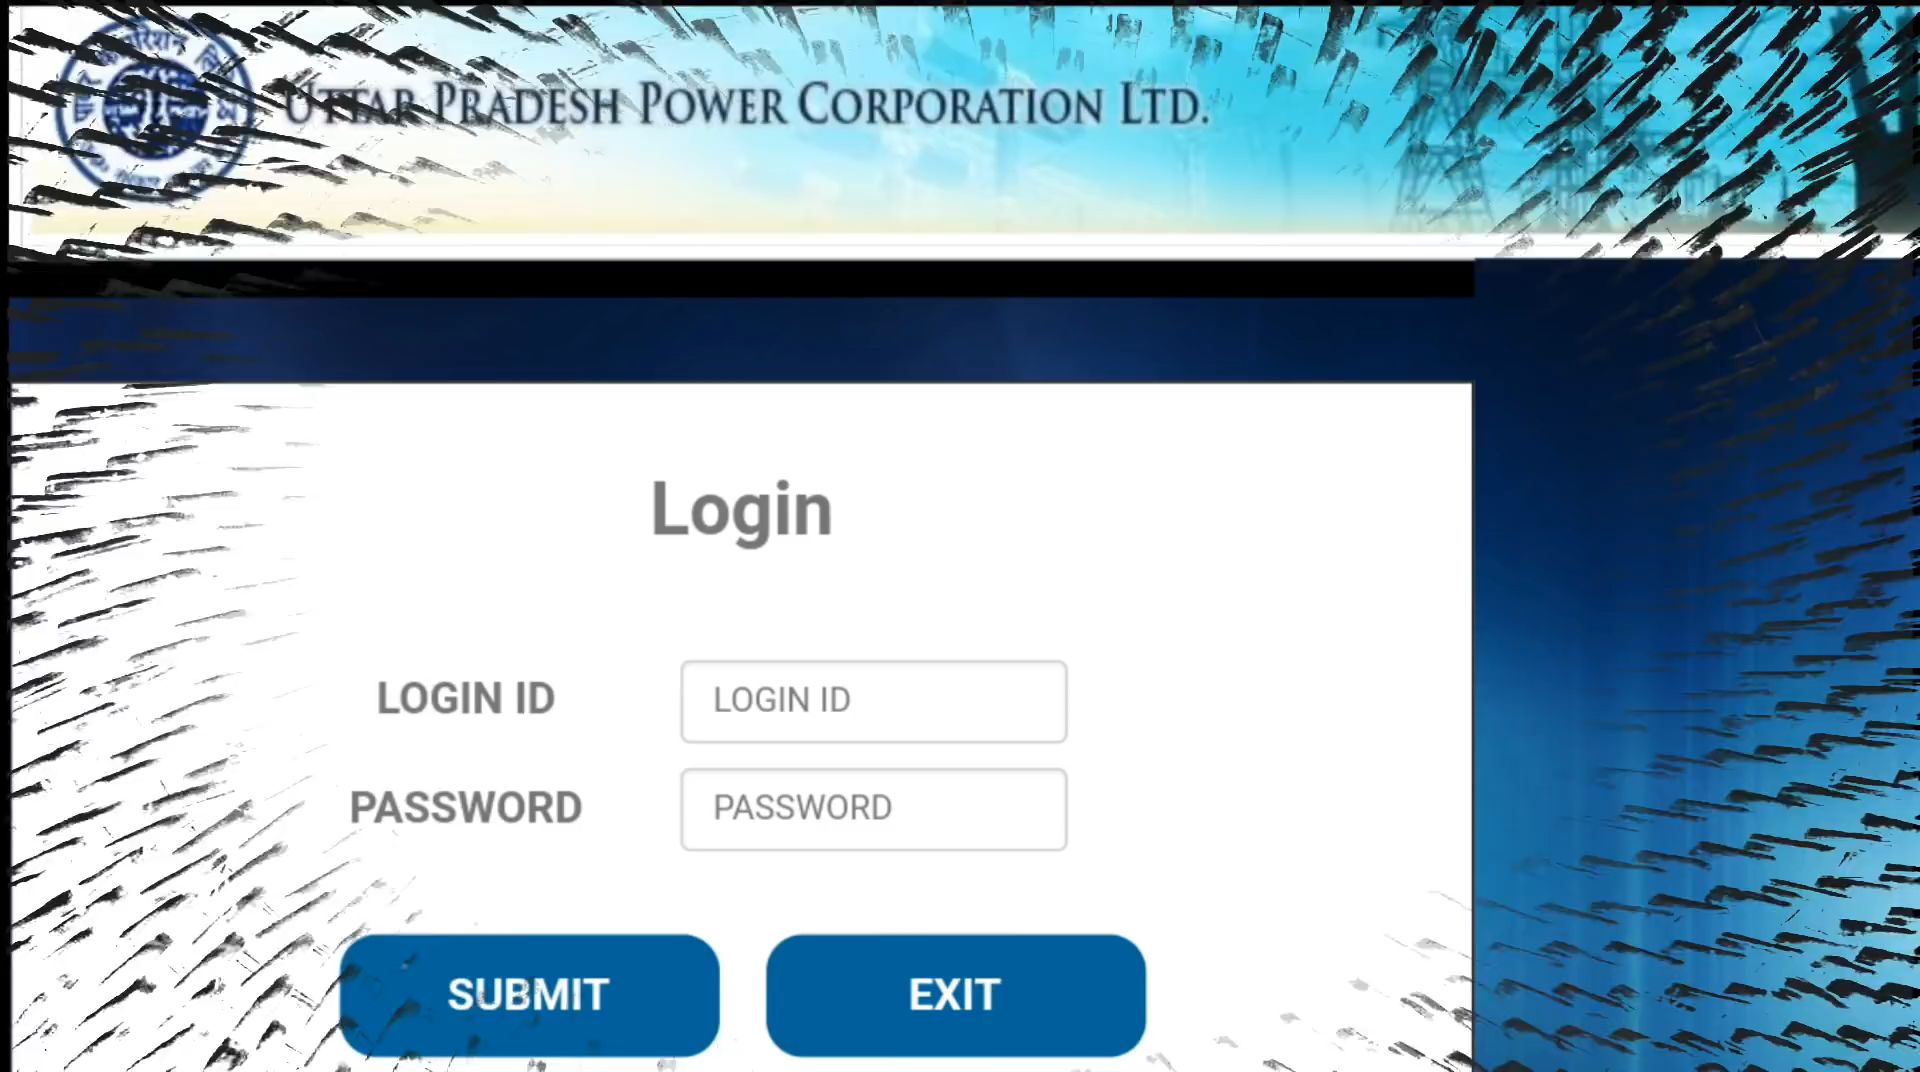 UTTAR PRADESH POWER CORPORATION LTD.
Login
LOGIN ID
LOGIN ID
PASSWORD
PASSWORD
SUBMIT
EXIT